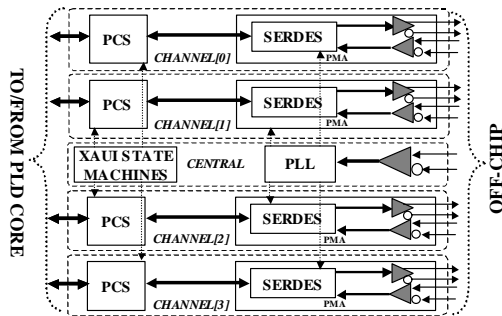 TO/FROM PLD CORE
PCS
SERDES
PMA
CHANNEL[0]
PCS
SERDES
PMA
CHANNEL[1]
XAUI STATE
MACHINES
CENTRAL
PLL
PCS
SERDES
PMA
CHANNEL[2]
PCS
SERDES
PMA
CHANNEL[3]
OFF-CHIP